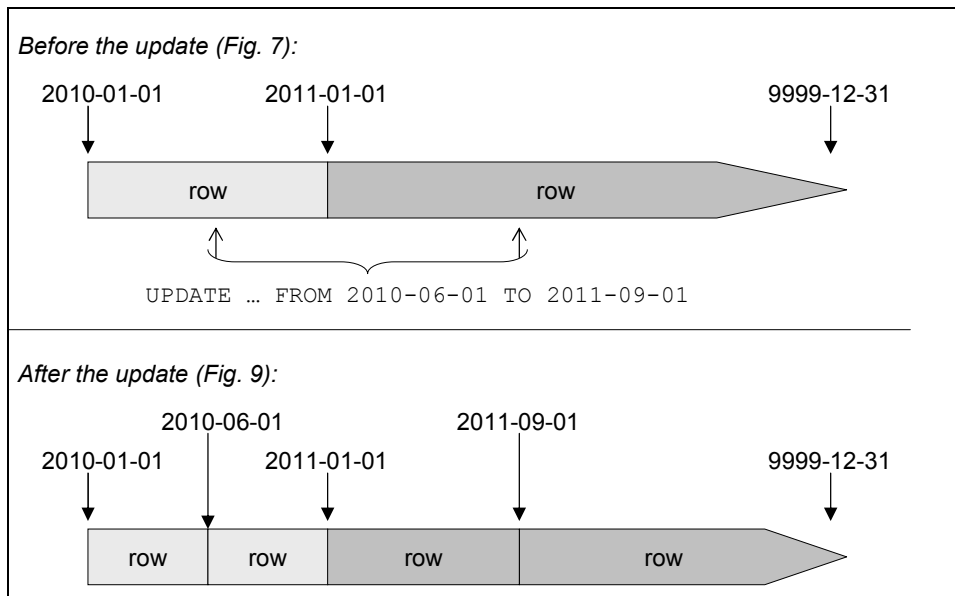 Before the update (Fig. 7):
2010-01-01 2011-01-01 9999-12-31
row row
UPDATE … FROM 2010-06-01 TO 2011-09-01
After the update (Fig. 9):
2010-06-01 2011-09-01
2010-01-01 2011-01-01 9999-12-31
row row row row